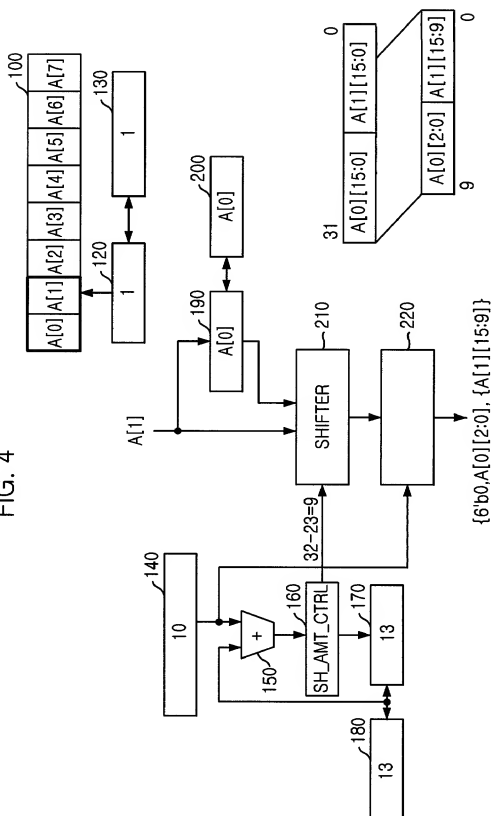 FIG. 4
100
A[0] A[1] A[2] A[3] A[4] A[5] A[6] A[7]
120
1
130
1
A[1]
190
A[0]
200
A[0]
140
10
150
+
160
SH_AMT_CTRL
32-23=9
210
SHIFTER
170
13
180
13
220
{6'b0,A[0][2:0], {A[1][15:9]}
31
0
A[0][15:0] A[1][15:0]
A[0][2:0] A[1][15:9]
9
0